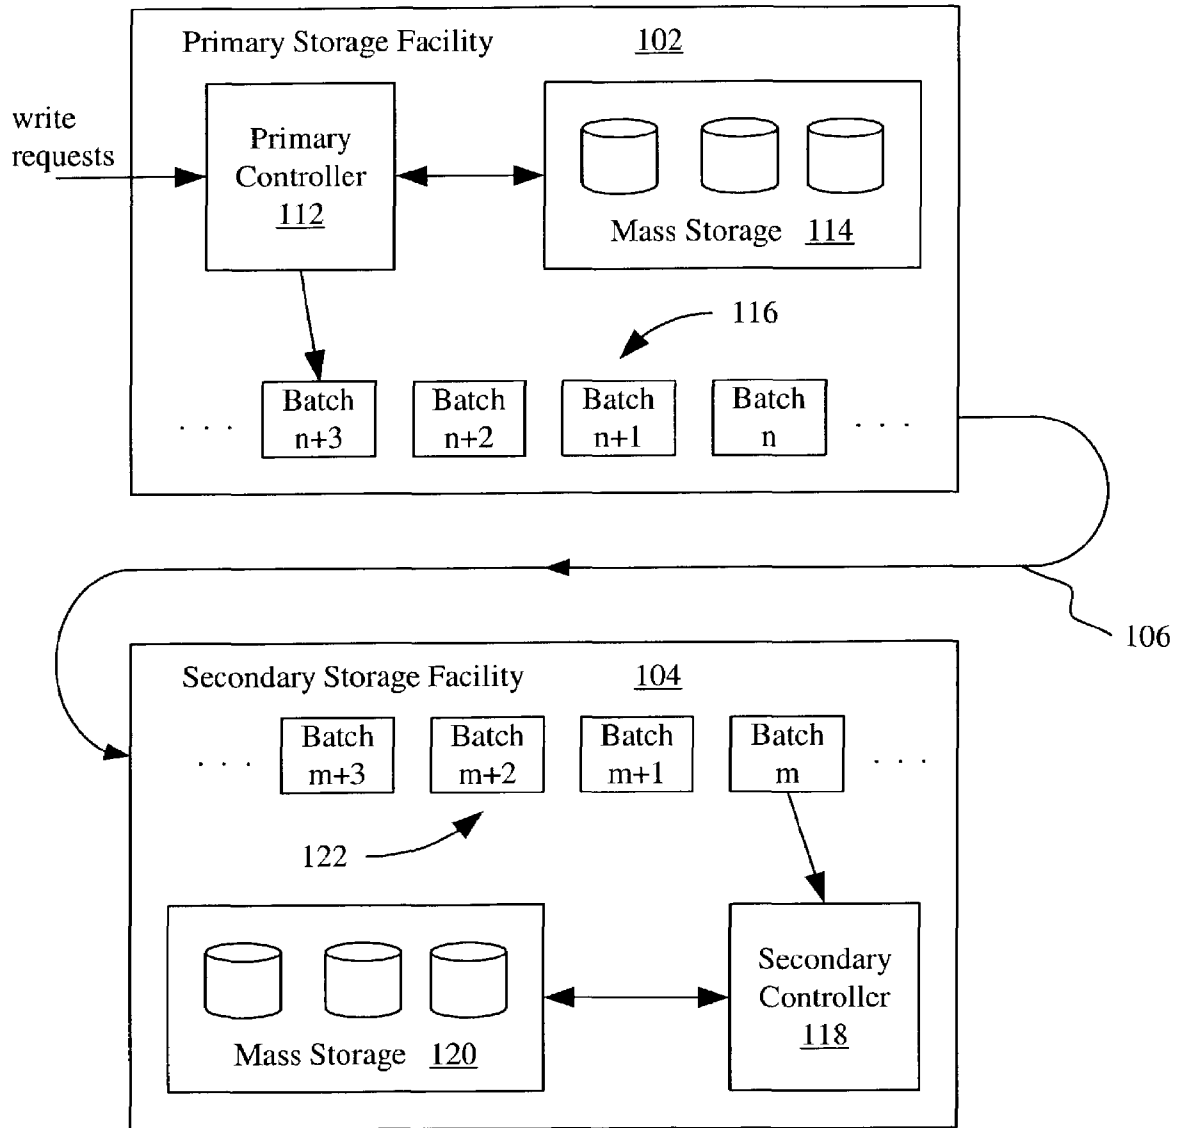 Primary Storage Facility 102
write
requests
Primary
Controller
112
Mass Storage 114
116
. . .
Batch
n+3
Batch
n+2
Batch
n+1
Batch
n
. . .
106
Secondary Storage Facility 104
. . .
Batch
m+3
Batch
m+2
Batch
m+1
Batch
m
. . .
122
Mass Storage 120
Secondary
Controller
118